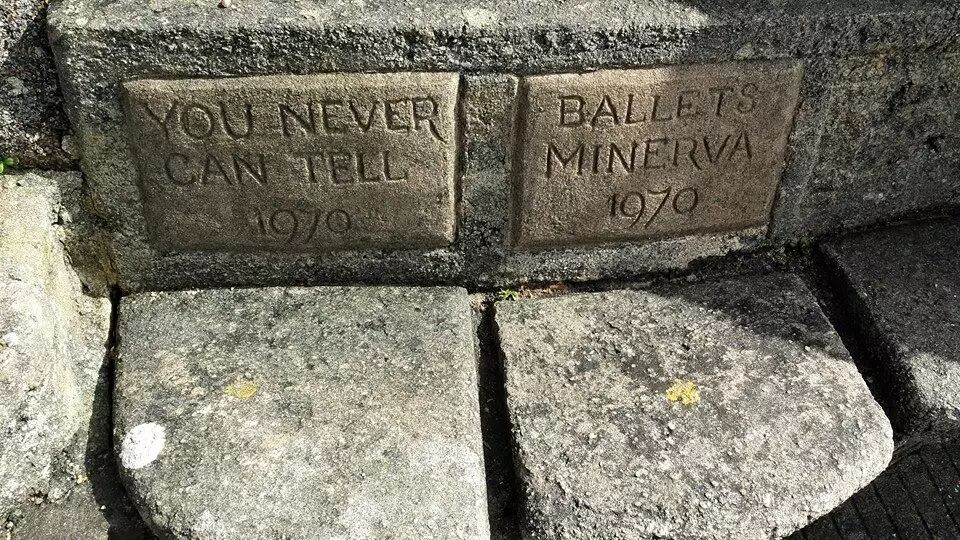 YOU NEVER
CAN TELL
1970
BALLETS
MINERVA
1970